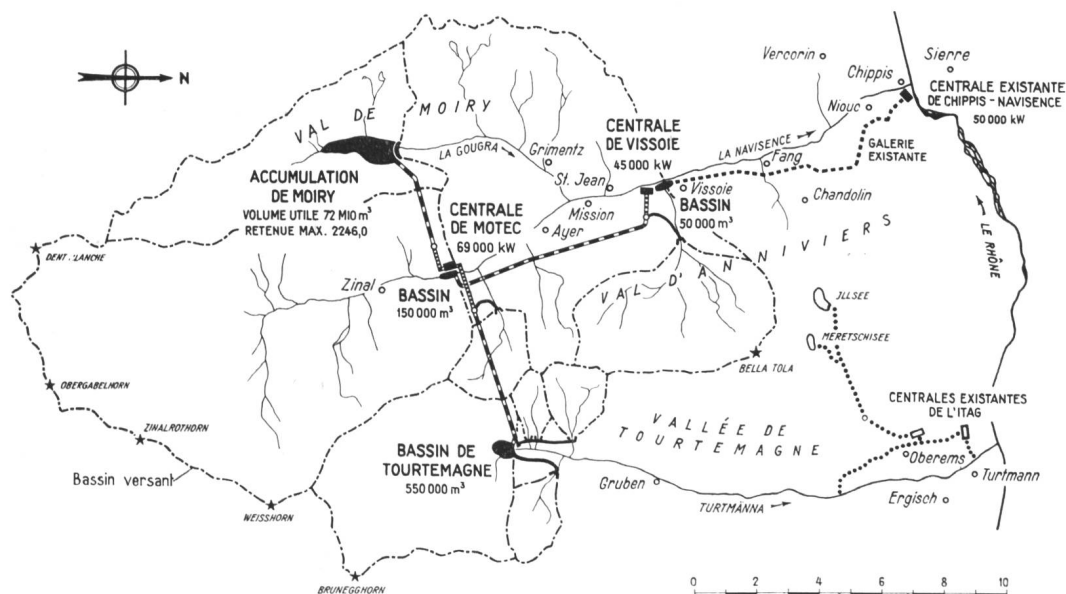 N
VAL DE MOIRY
Vercorin
Sierre
Chippis
CENTRALE EXISTANTE
DE CHIPPIS - NAVISENCE
50 000 kW
Niouc
GALERIE
EXISTANTE
LA GOUGRA
Grimentz
CENTRALE
DE VISSOIE
45 000 kW
LA NAVISENCE
Fang
St. Jean
Vissoie
BASSIN
50 000 m³
Chandolin
Mission
Ayer
ACCUMULATION
DE MOIRY
VOLUME UTILE 72 MIO m³
RETENUE MAX. 2246,0
CENTRALE
DE MOTEC
69 000 kW
LE RHÔNE
DENT. BLANCHE
Zinal
BASSIN
150 000 m³
VAL D'ANNIVIERS
ILLSEE
MERETSCHISEE
BELLA TOLA
OBERGABELHORN
ZINALROTHORN
Bassin versant
WEISSHORN
BRUNEGGHORN
BASSIN DE
TOURTEMAGNE
550 000 m³
VALLÉE DE
TOURTEMAGNE
CENTRALES EXISTANTES
DE L'ITAG
Oberems
Turtmann
Gruben
TURTMÄNNA
Ergisch
0 2 4 6 8 10